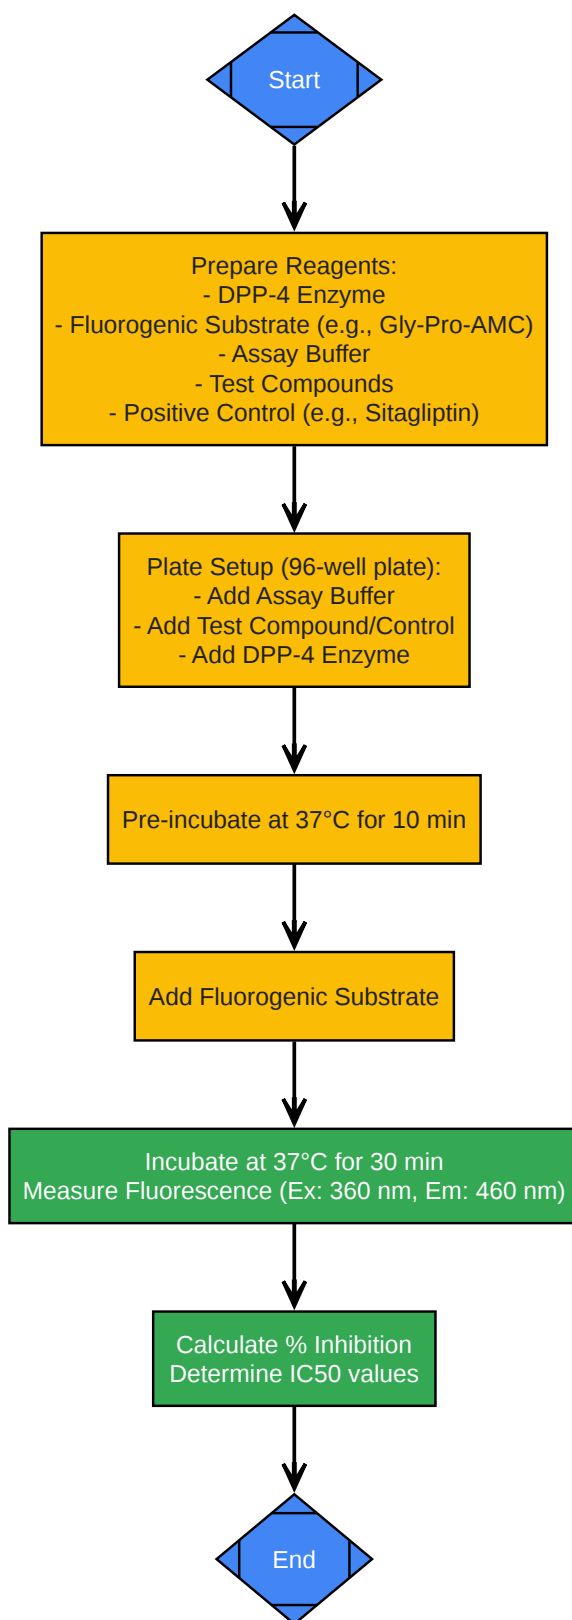 Start
Prepare Reagents:
- DPP-4 Enzyme
- Fluorogenic Substrate (e.g., Gly-Pro-AMC)
- Assay Buffer
- Test Compounds
- Positive Control (e.g., Sitagliptin)
Plate Setup (96-well plate):
- Add Assay Buffer
- Add Test Compound/Control
- Add DPP-4 Enzyme
Pre-incubate at 37°C for 10 min
Add Fluorogenic Substrate
Incubate at 37°C for 30 min
Measure Fluorescence (Ex: 360 nm, Em: 460 nm)
Calculate % Inhibition
Determine IC50 values
End